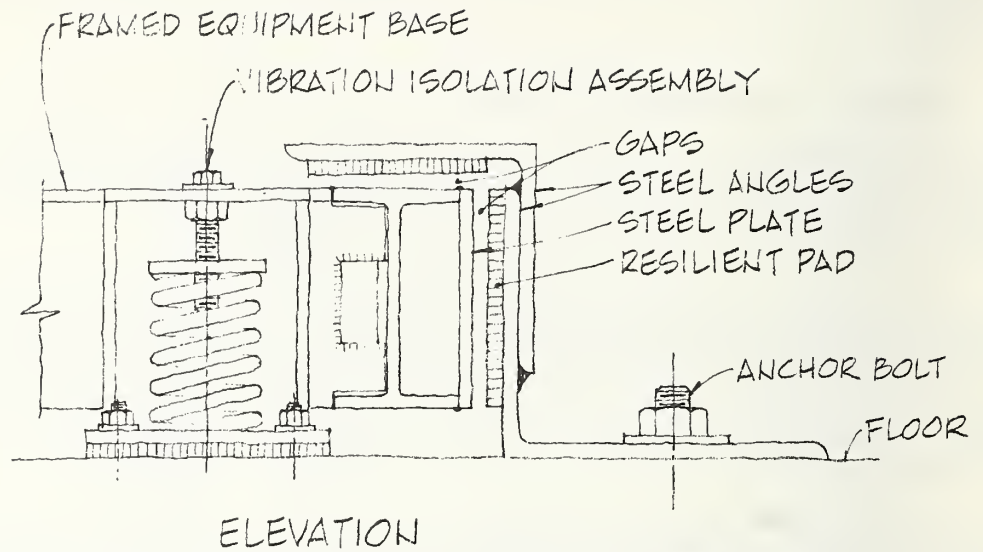 FRAMED EQUIPMENT BASE
VIBRATION ISOLATION ASSEMBLY
GAPS
STEEL ANGLES
STEEL PLATE
RESILIENT PAD
ANCHOR BOLT
FLOOR
ELEVATION